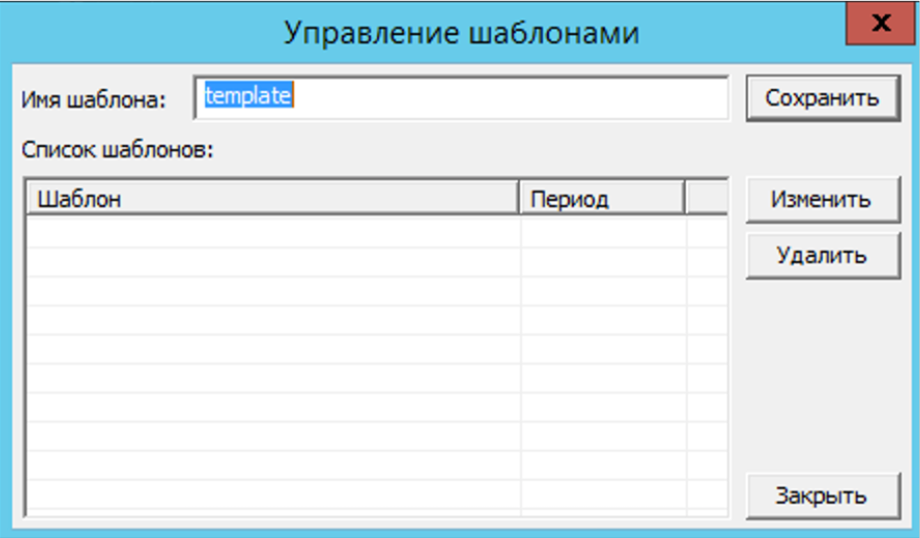 Управление шаблонами
x
Имя шаблона: template Сохранить
Список шаблонов:
Шаблон Период Изменить
Удалить
Закрыть